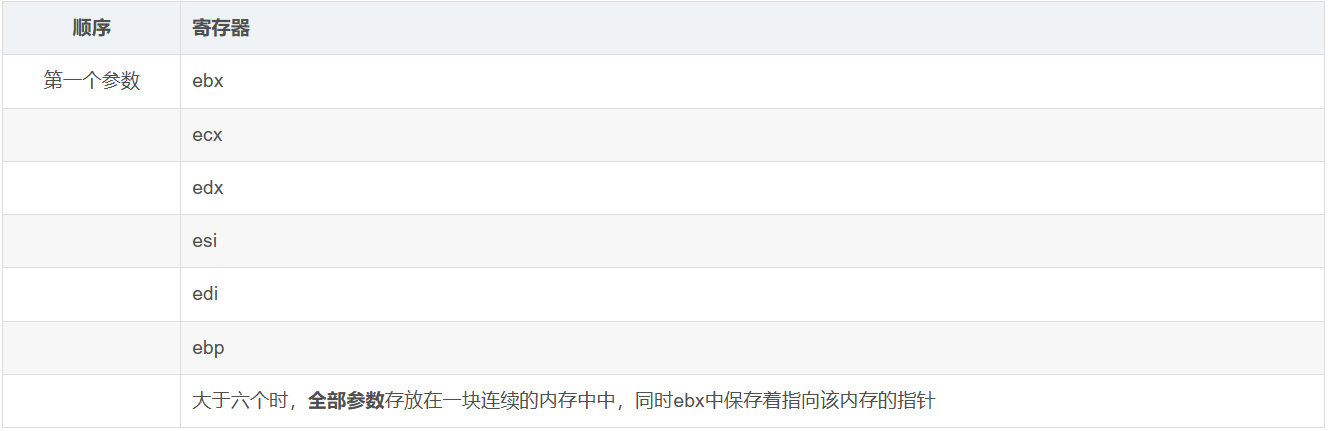 顺序 寄存器
第一个参数 ebx
ecx
edx
esi
edi
ebp
大于六个时，全部参数存放在一块连续的内存中中，同时ebx中保存着指向该内存的指针